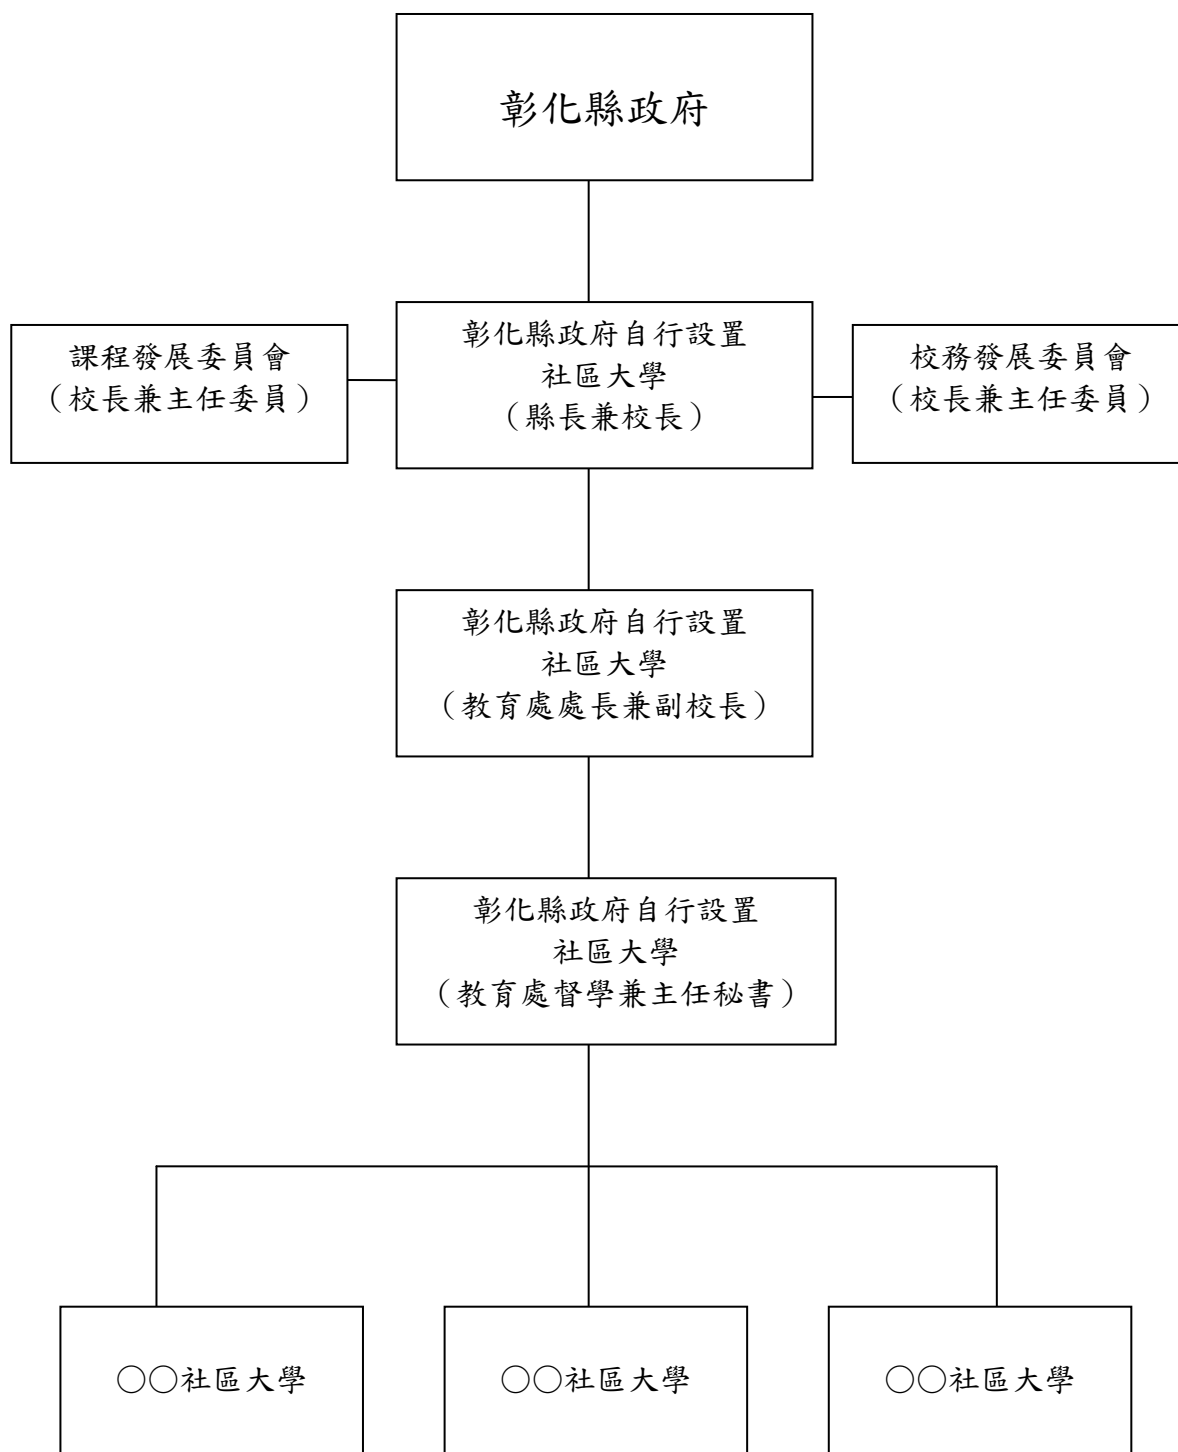 彰化縣政府
課程發展委員會
（校長兼主任委員）
彰化縣政府自行設置
社區大學
（縣長兼校長）
校務發展委員會
（校長兼主任委員）
彰化縣政府自行設置
社區大學
（教育處處長兼副校長）
彰化縣政府自行設置
社區大學
（教育處督學兼主任秘書）
○○社區大學
○○社區大學
○○社區大學